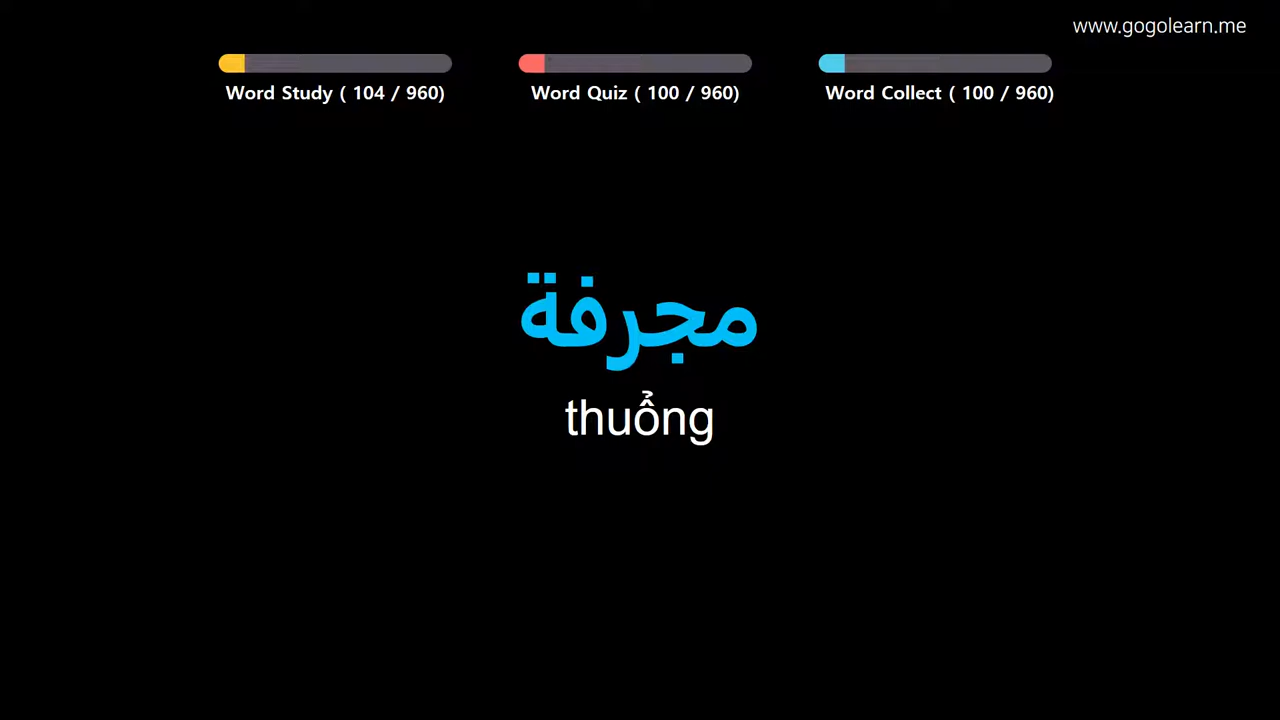 www.gogolearn.me
Word Study ( 104 / 960)
Word Quiz ( 100 / 960)
Word Collect ( 100 / 960)
مجرفة
thuổng